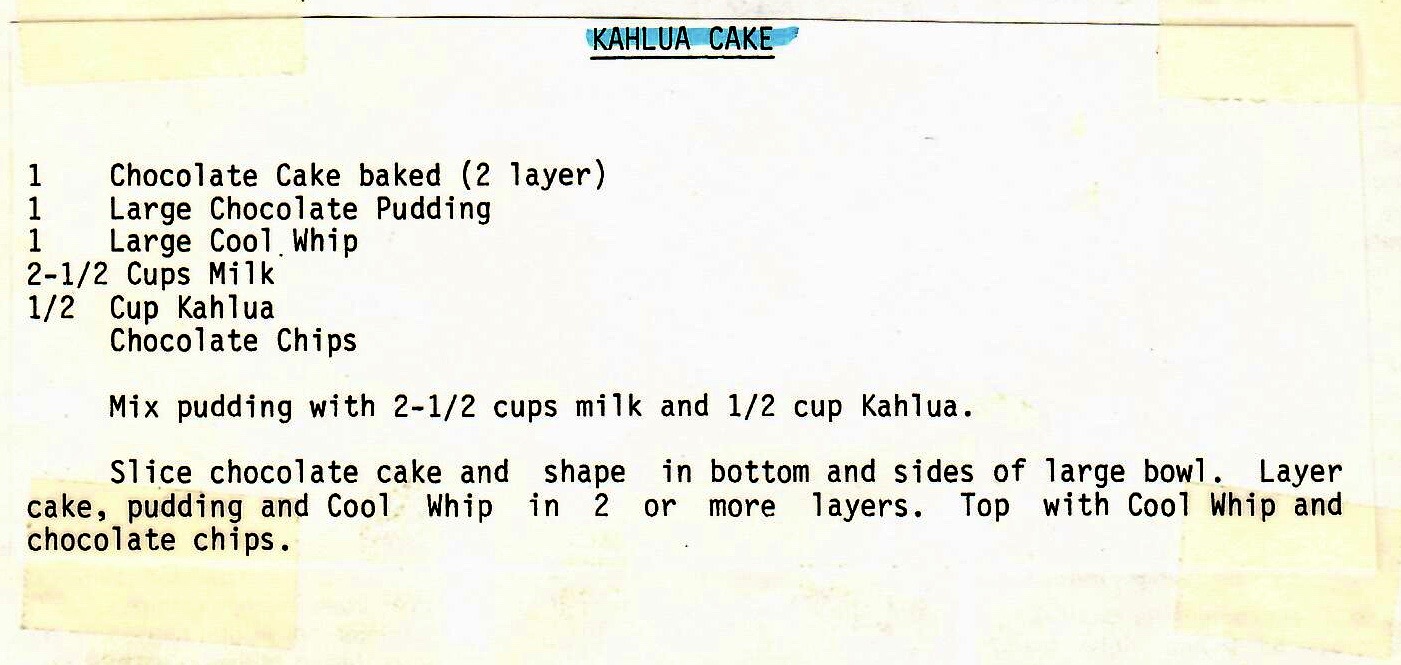 KAHLUA CAKE
1 Chocolate Cake baked (2 layer)
1 Large Chocolate Pudding
1 Large Cool Whip
2-1/2 Cups Milk
1/2 Cup Kahlua
Chocolate Chips
Mix pudding with 2-1/2 cups milk and 1/2 cup Kahlua.
Slice chocolate cake and shape in bottom and sides of large bowl. Layer
cake, pudding and Cool Whip in 2 or more layers. Top with Cool Whip and
chocolate chips.